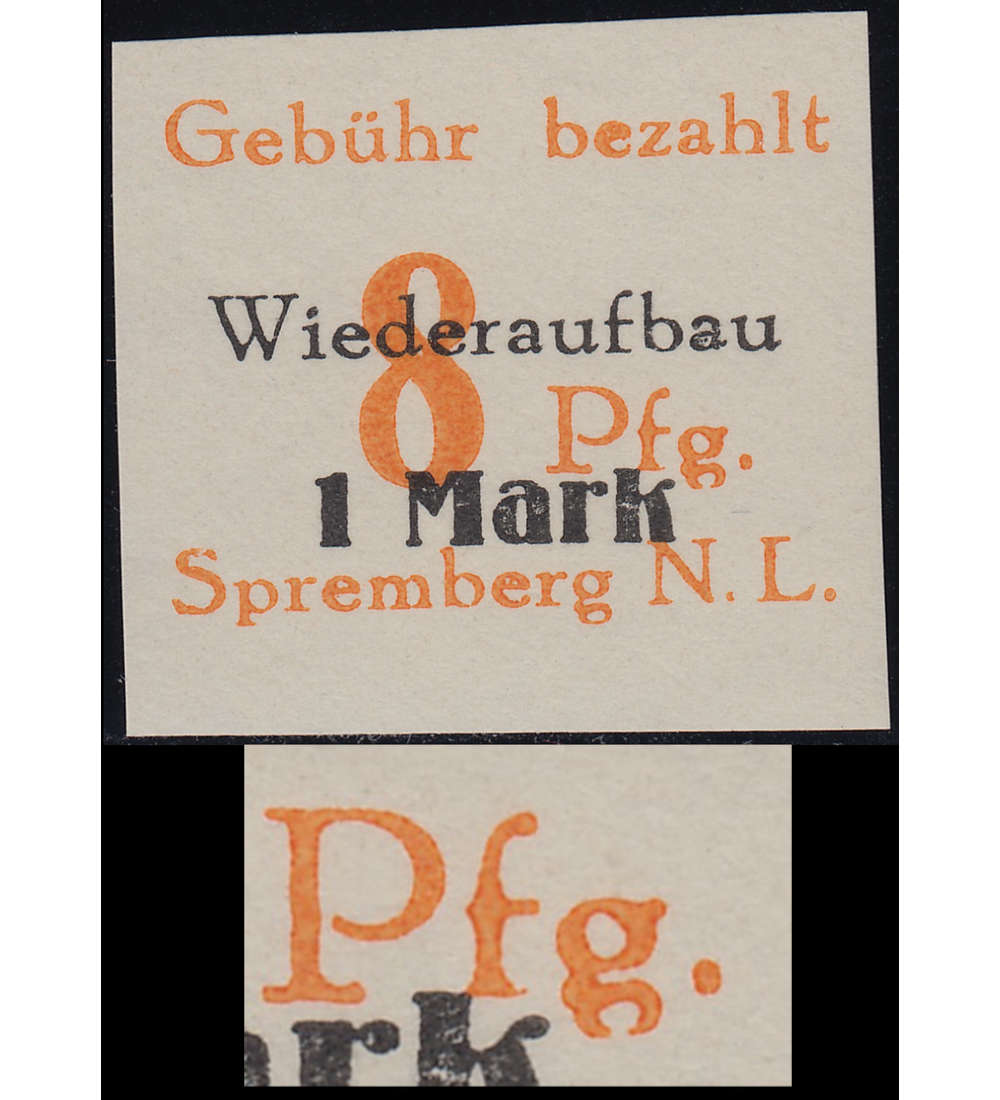 Gebühr bezahlt
Wiederaufbau
8 Pfg.
1 Mark
Spremberg N. L.
Pfg.
ark